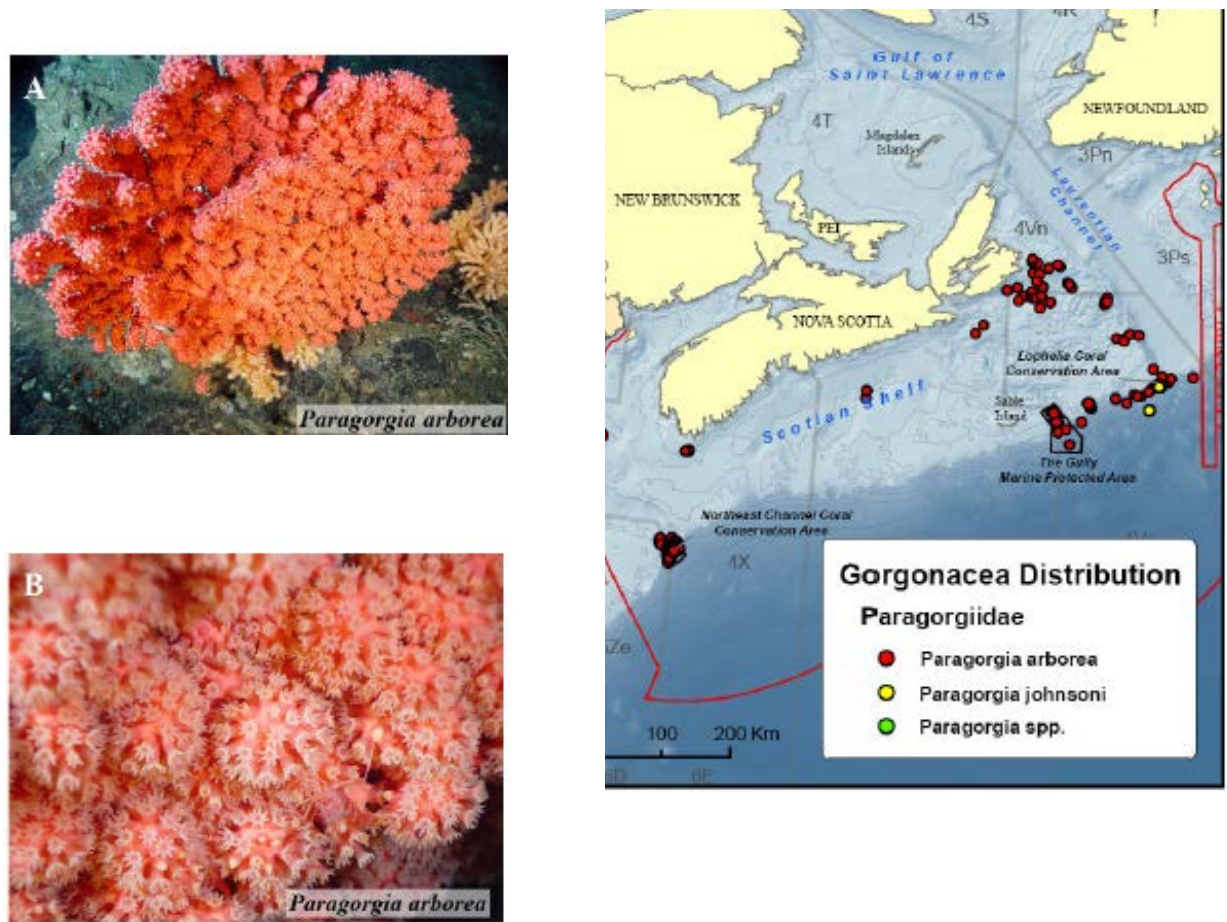 A
Paragorgia arborea
B
Paragorgia arborea
4S
4R
Gulf of
Saint Lawrence
NEWFOUNDLAND
4T
Magdalen
Islands
3Pn
NEW BRUNSWICK
Laurentian
Channel
PEI
4Vn
3Ps
NOVA SCOTIA
Lophelia Coral
Conservation Area
Scotian Shelf
Sable
Island
The Gully
Marine Protected Area
Northeast Channel Coral
Conservation Area
4X
Gorgonacea Distribution
Paragorgiidae
Paragorgia arborea
Paragorgia johnsoni
Paragorgia spp.
100 200 Km